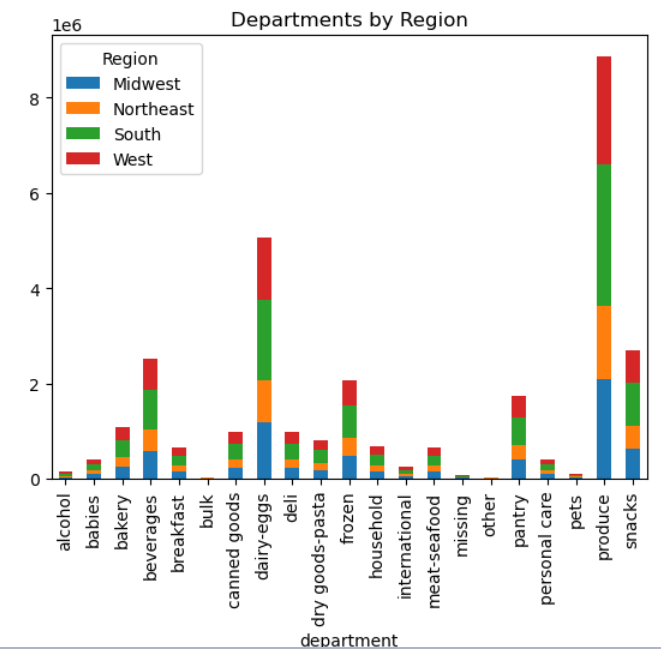 Departments by Region
1e6
Region
Midwest
Northeast
South
West
8
6
4
2
0
alcohol
babies
bakery
beverages
breakfast
bulk
canned goods
dairy-eggs
deli
dry goods-pasta
frozen
household
international
meat-seafood
missing
other
pantry
personal care
pets
produce
snacks
department